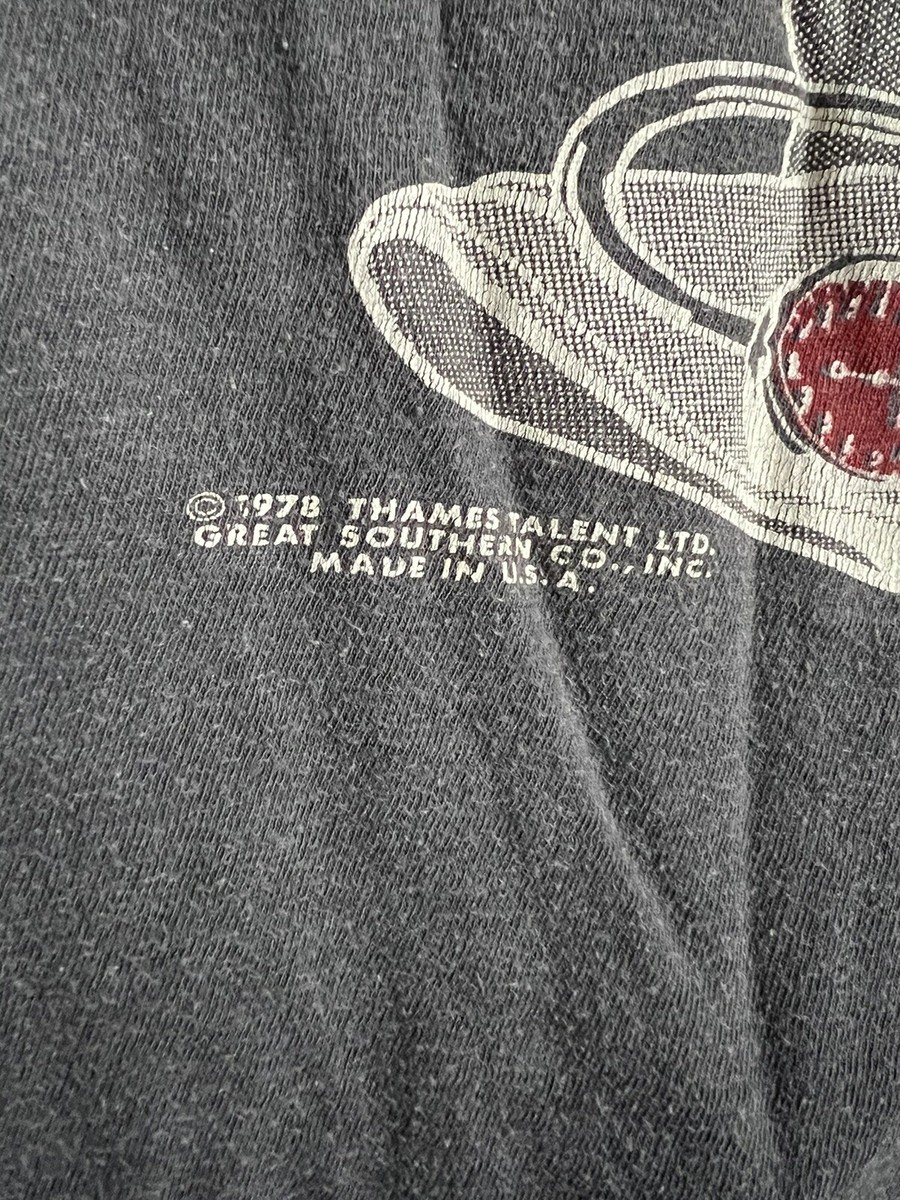 © 1978 THAMES TALENT LTD.
GREAT SOUTHERN CO., INC.
MADE IN U.S.A.